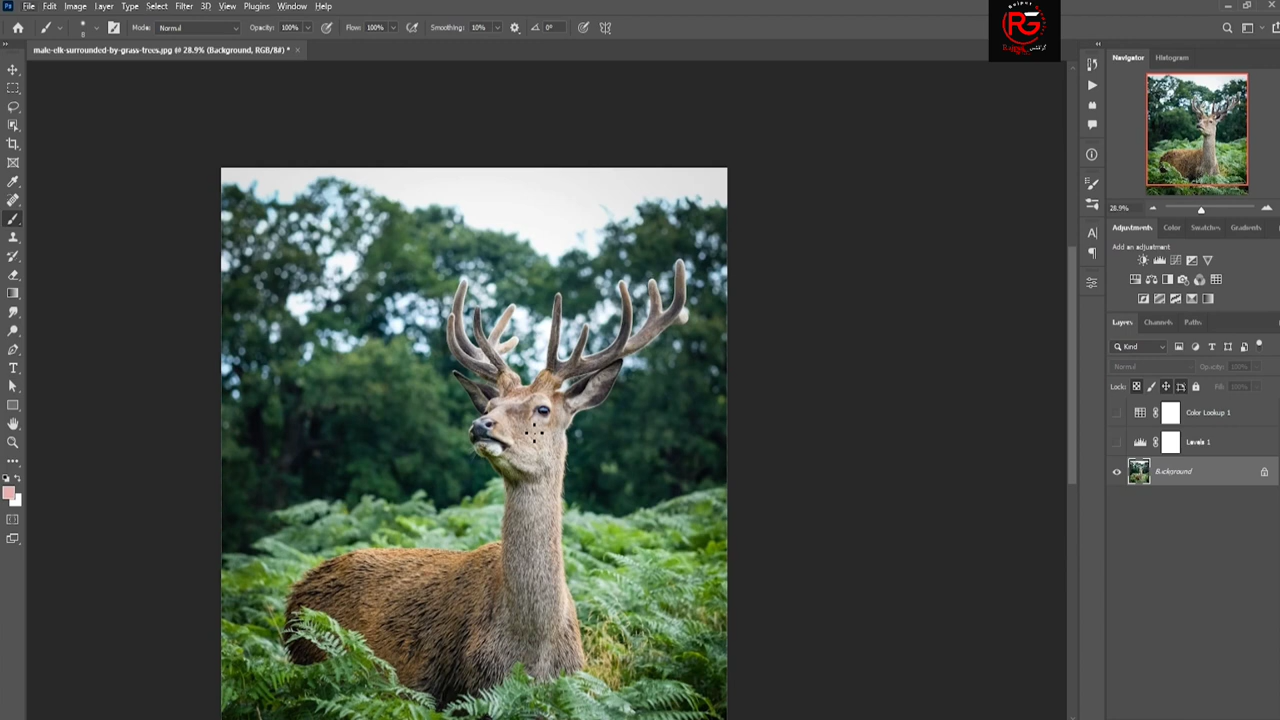 File Edit Image Layer Type Select Filter 3D View Plugins Window Help
Mode: Normal Opacity: 100% Flow: 100% Smoothing: 10% 0°
male-elk-surrounded-by-grass-trees.jpg @ 28.9% (Background, RGB/8#) *
RG
Navigator Histogram
28.9%
Adjustments Color Swatches Gradients
Add an adjustment
Layers Channels Paths
Kind
Normal Opacity: 100%
Lock: Fill: 100%
Color Lookup 1
Levels 1
Background